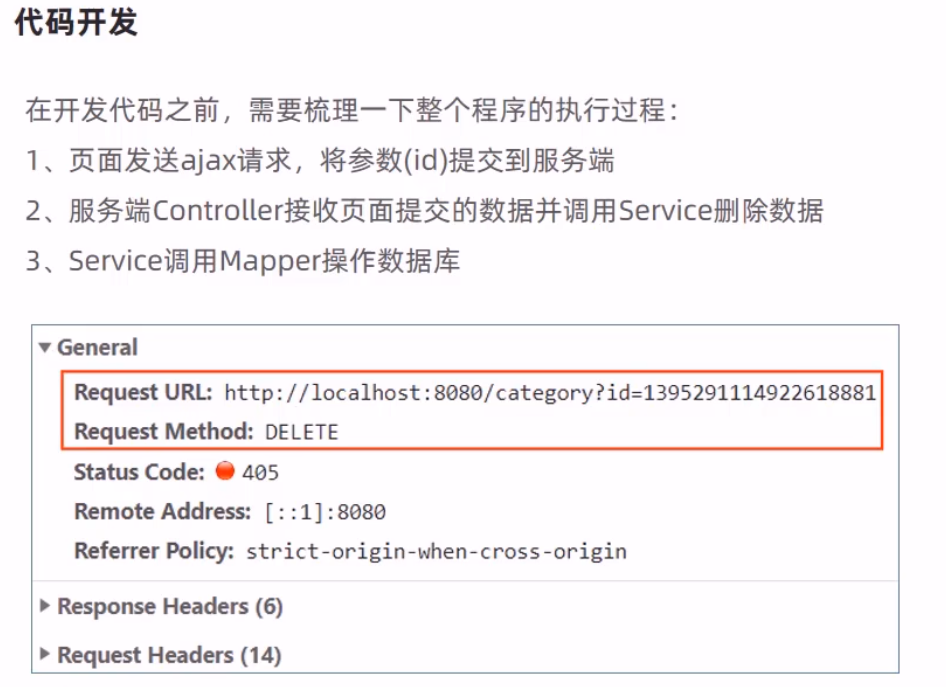 代码开发
在开发代码之前，需要梳理一下整个程序的执行过程：
1、页面发送ajax请求，将参数(id)提交到服务端
2、服务端Controller接收页面提交的数据并调用Service删除数据
3、Service调用Mapper操作数据库
General
Request URL: http://localhost:8080/category?id=1395291114922618881
Request Method: DELETE
Status Code: 405
Remote Address: [::1]:8080
Referrer Policy: strict-origin-when-cross-origin
Response Headers (6)
Request Headers (14)